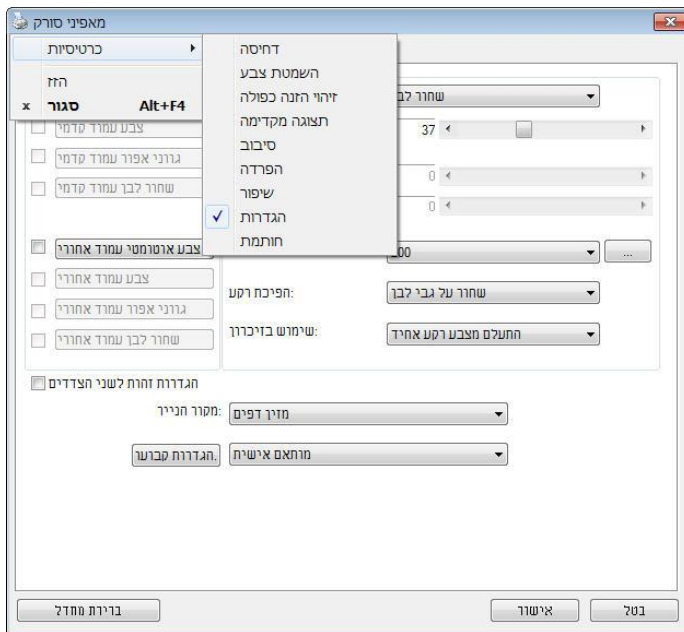 מאפיני סורק
כרטיסיות
הזז
x סגור Alt+F4
דחיסה
השמטת צבע
זיהוי הזנה כפולה
תצוגה מקדימה
סיבוב
הפרדה
שיפור
הגדרות
חותמת
שחור לבן
צבע עמוד קדמי
37
גווני אפור עמוד קדמי
0
שחור לבן עמוד קדמי
0
צבע אוטומטי עמוד אחורי
...
צבע עמוד אחורי
הפיכת רקע:
שחור על גבי לבן
גווני אפור עמוד אחורי
שימוש בזיכרון:
התעלם מצבע רקע אחיד
שחור לבן עמוד אחורי
הגדרות זהות לשני הצדדים
מקור הנייר:
מזין דפים
הגדרות קבועו.
מותאם אישית
ברירת מחדל
אישור
בטל